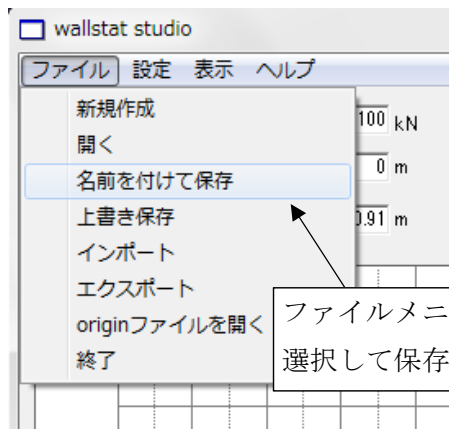 wallstat studio
ファイル 設定 表示 ヘルプ
新規作成
100 kN
開く
0 m
名前を付けて保存
上書き保存
0.91 m
インポート
エクスポート
originファイルを開く
終了
ファイルメニ
選択して保存